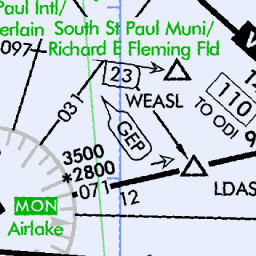 Paul Intl/
erlain
South St Paul Muni/
Richard E Fleming Fld
097
23
031
WEASL
110
TO ODI
GEP
3500
*2800
071
12
LDAS
MON
Airlake